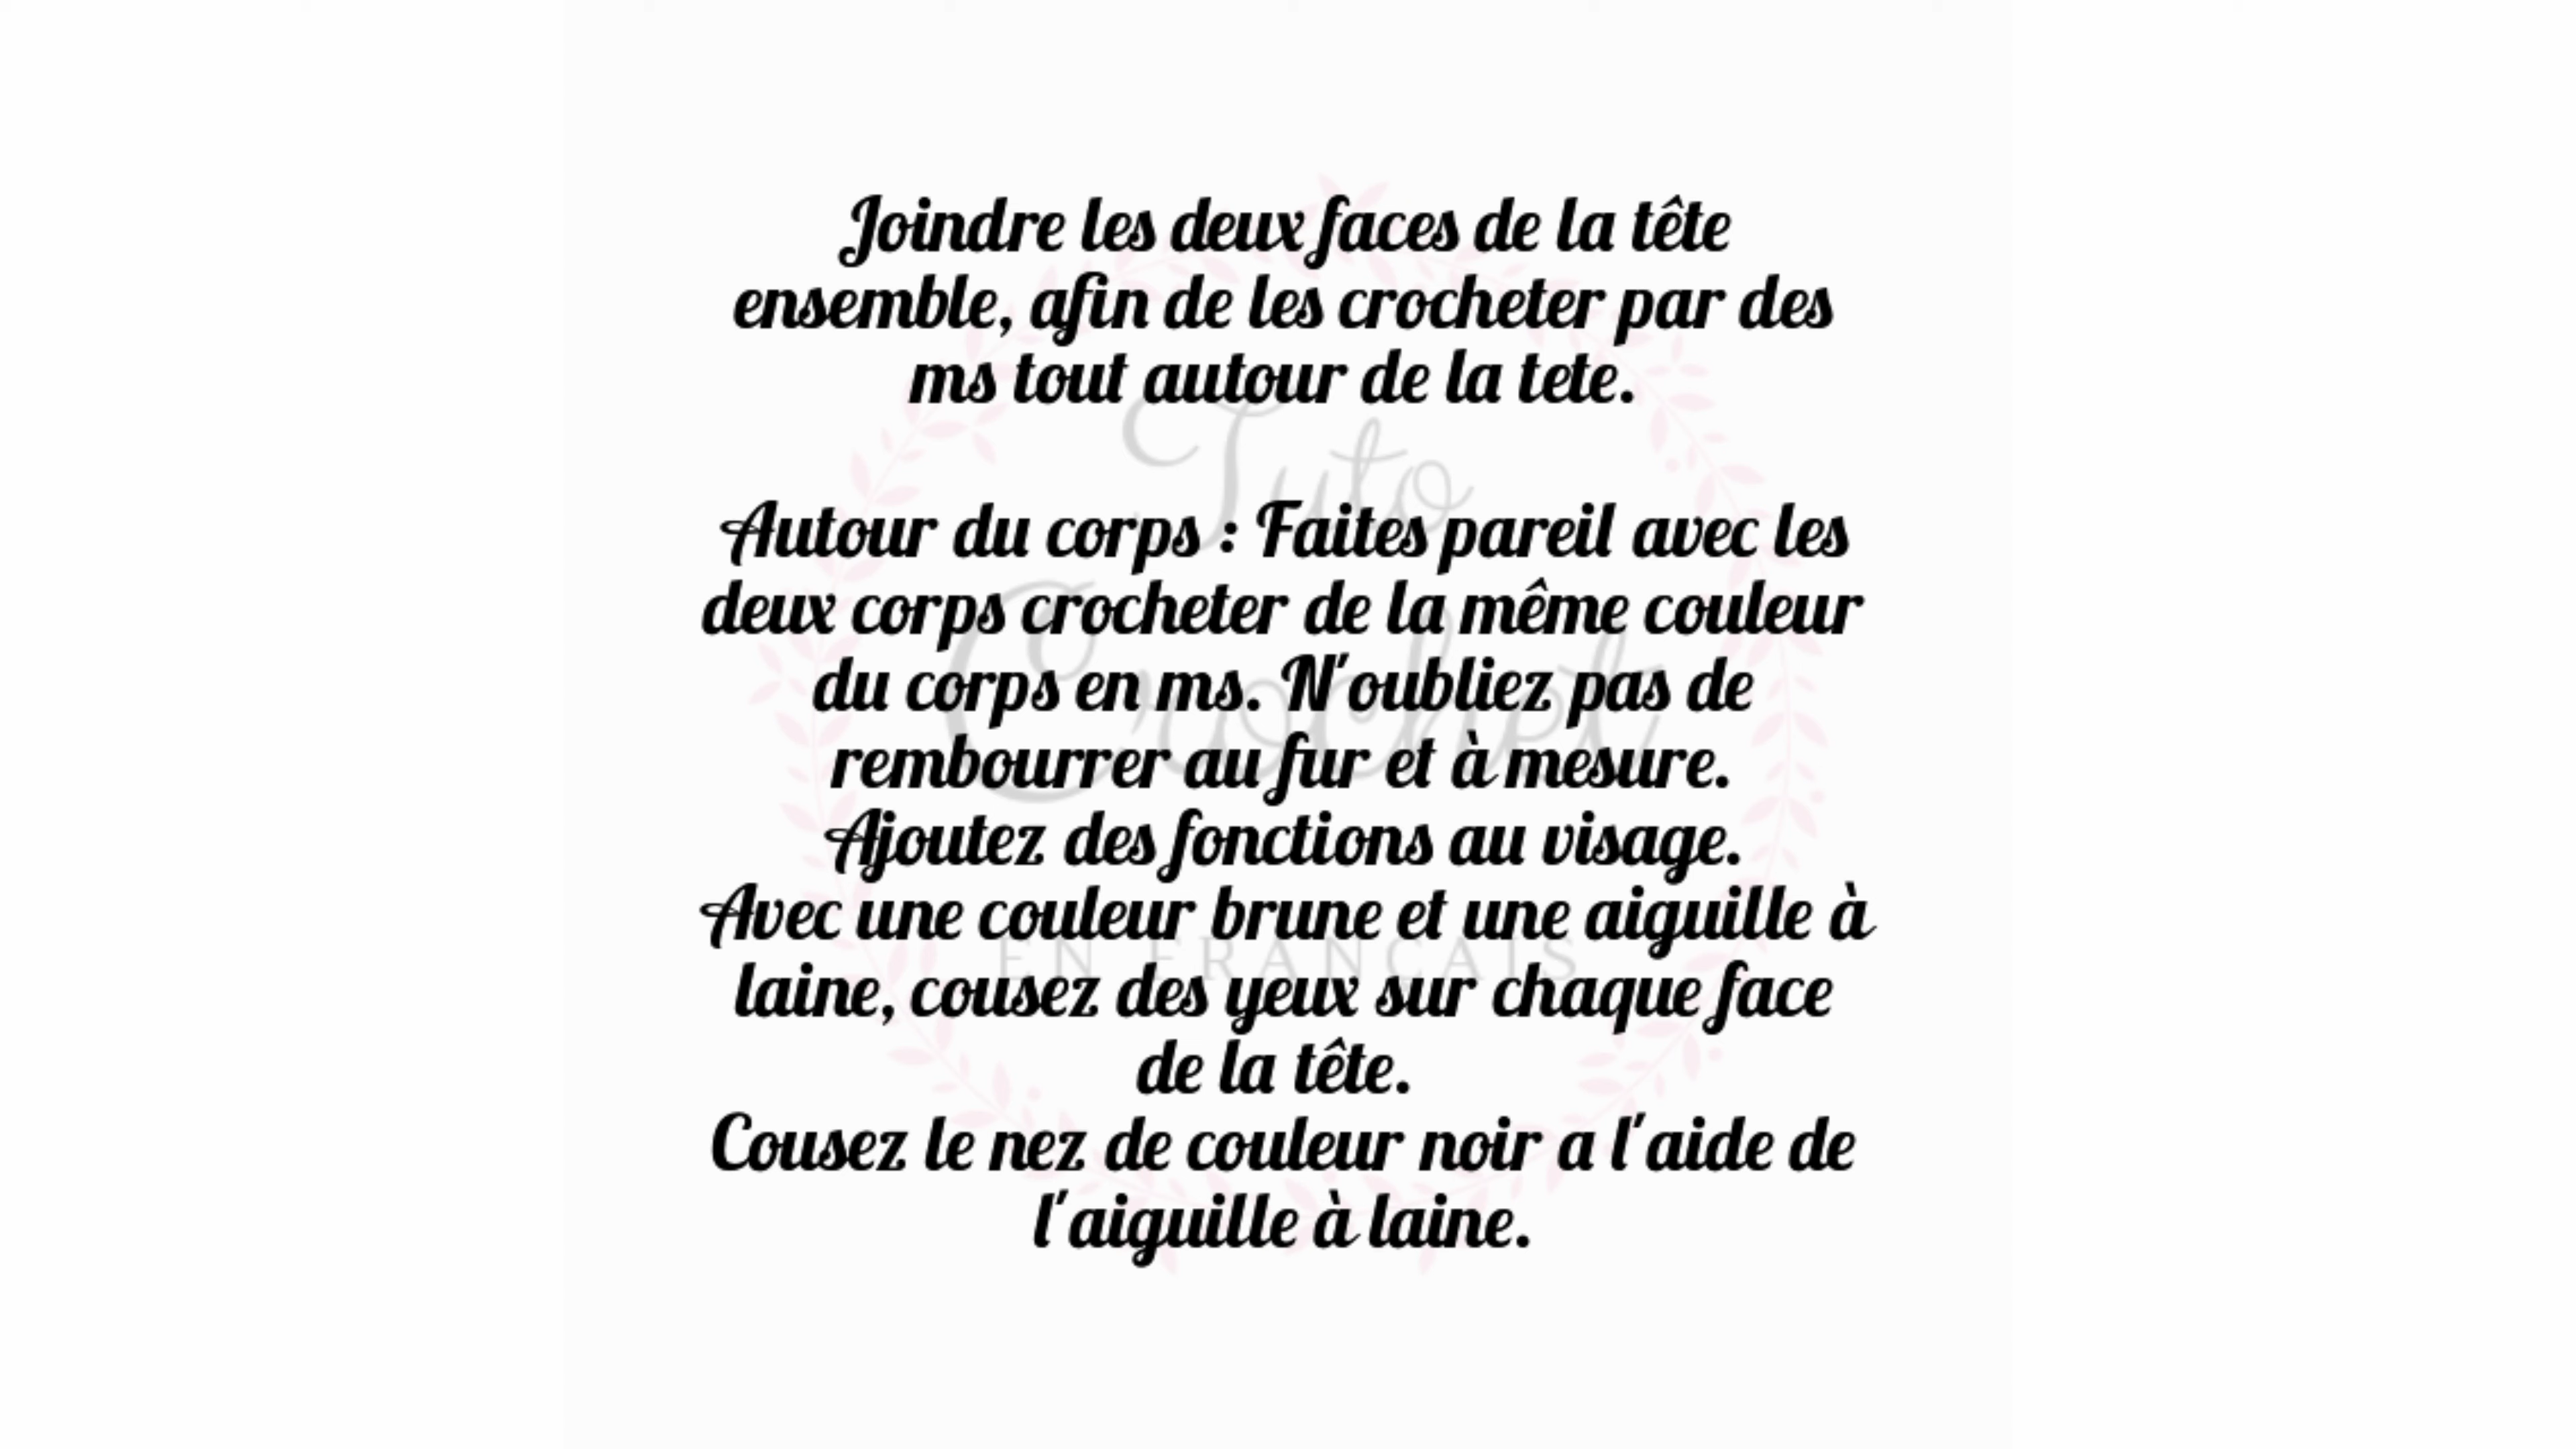 Joindre les deux faces de la tête
ensemble, afin de les crocheter par des
ms tout autour de la tete.
Autour du corps : Faites pareil avec les
deux corps crocheter de la même couleur
du corps en ms. N'oubliez pas de
rembourrer au fur et à mesure.
Ajoutez des fonctions au visage.
Avec une couleur brune et une aiguille à
laine, cousez des yeux sur chaque face
de la tête.
Cousez le nez de couleur noir a l'aide de
l'aiguille à laine.
Tuto
Crochet
EN FRANÇAIS